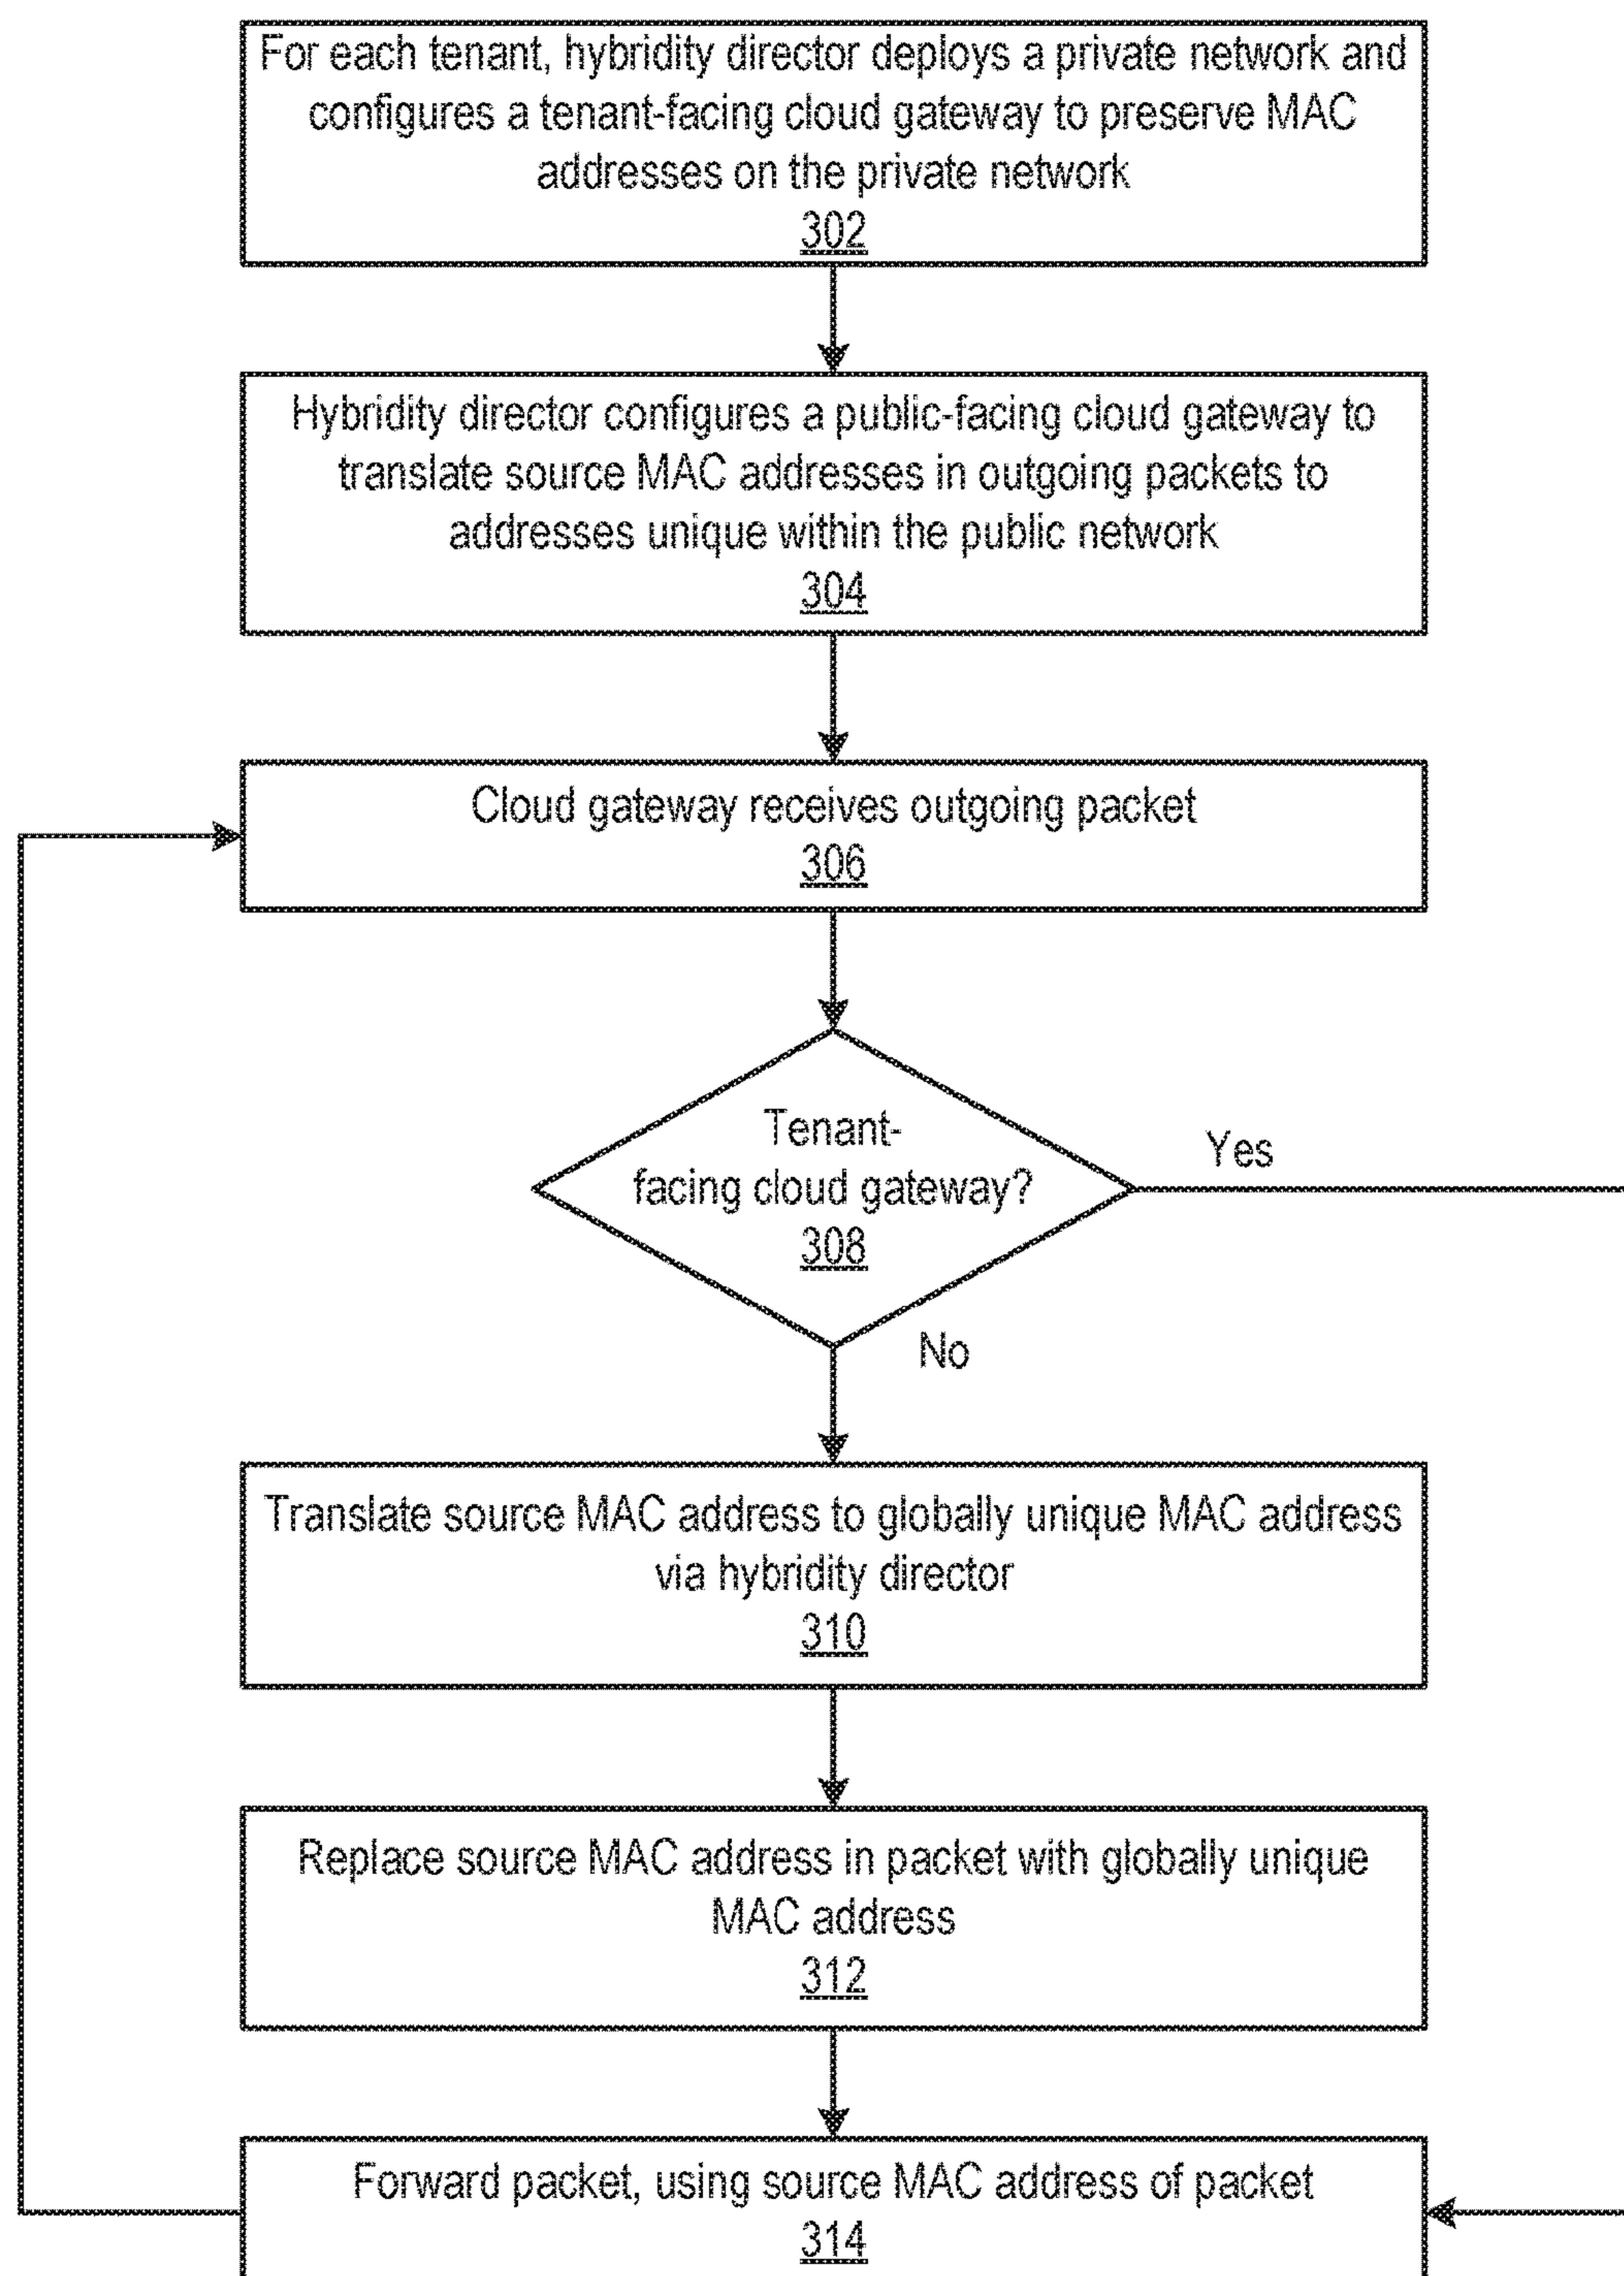 For each tenant, hybridity director deploys a private network and
configures a tenant-facing cloud gateway to preserve MAC
addresses on the private network
302
Hybridity director configures a public-facing cloud gateway to
translate source MAC addresses in outgoing packets to
addresses unique within the public network
304
Cloud gateway receives outgoing packet
306
Tenant-
facing cloud gateway?
308
Yes
No
Translate source MAC address to globally unique MAC address
via hybridity director
310
Replace source MAC address in packet with globally unique
MAC address
312
Forward packet, using source MAC address of packet
314